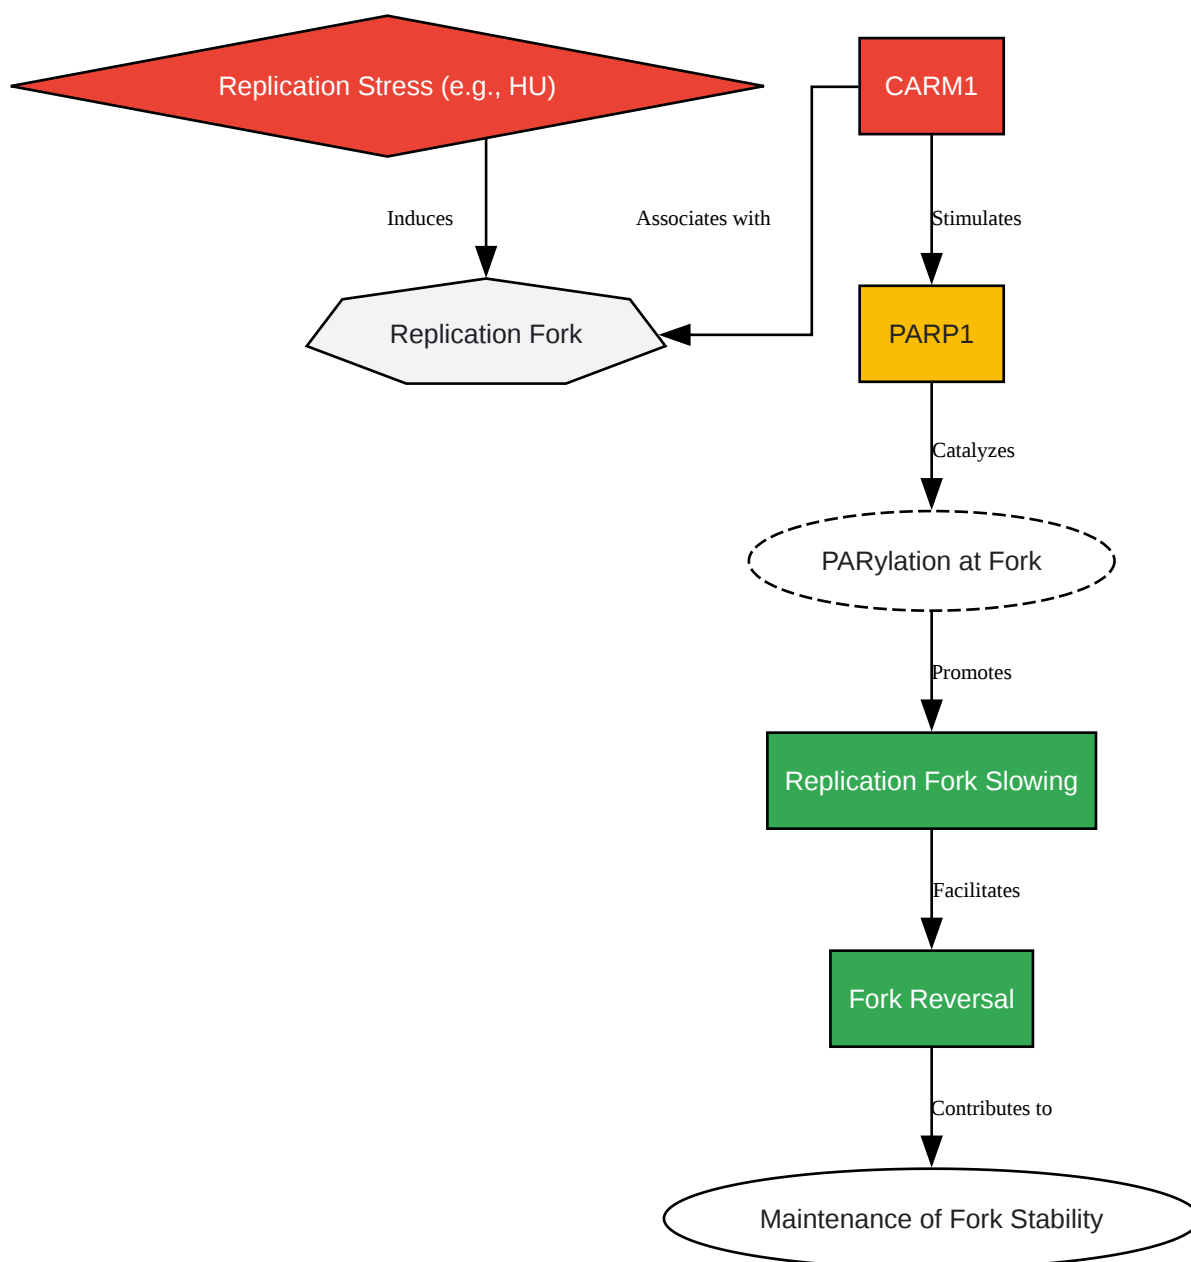 Replication Stress (e.g., HU)
CARM1
Induces
Associates with
Stimulates
Replication Fork
PARP1
Catalyzes
PARylation at Fork
Promotes
Replication Fork Slowing
Facilitates
Fork Reversal
Contributes to
Maintenance of Fork Stability